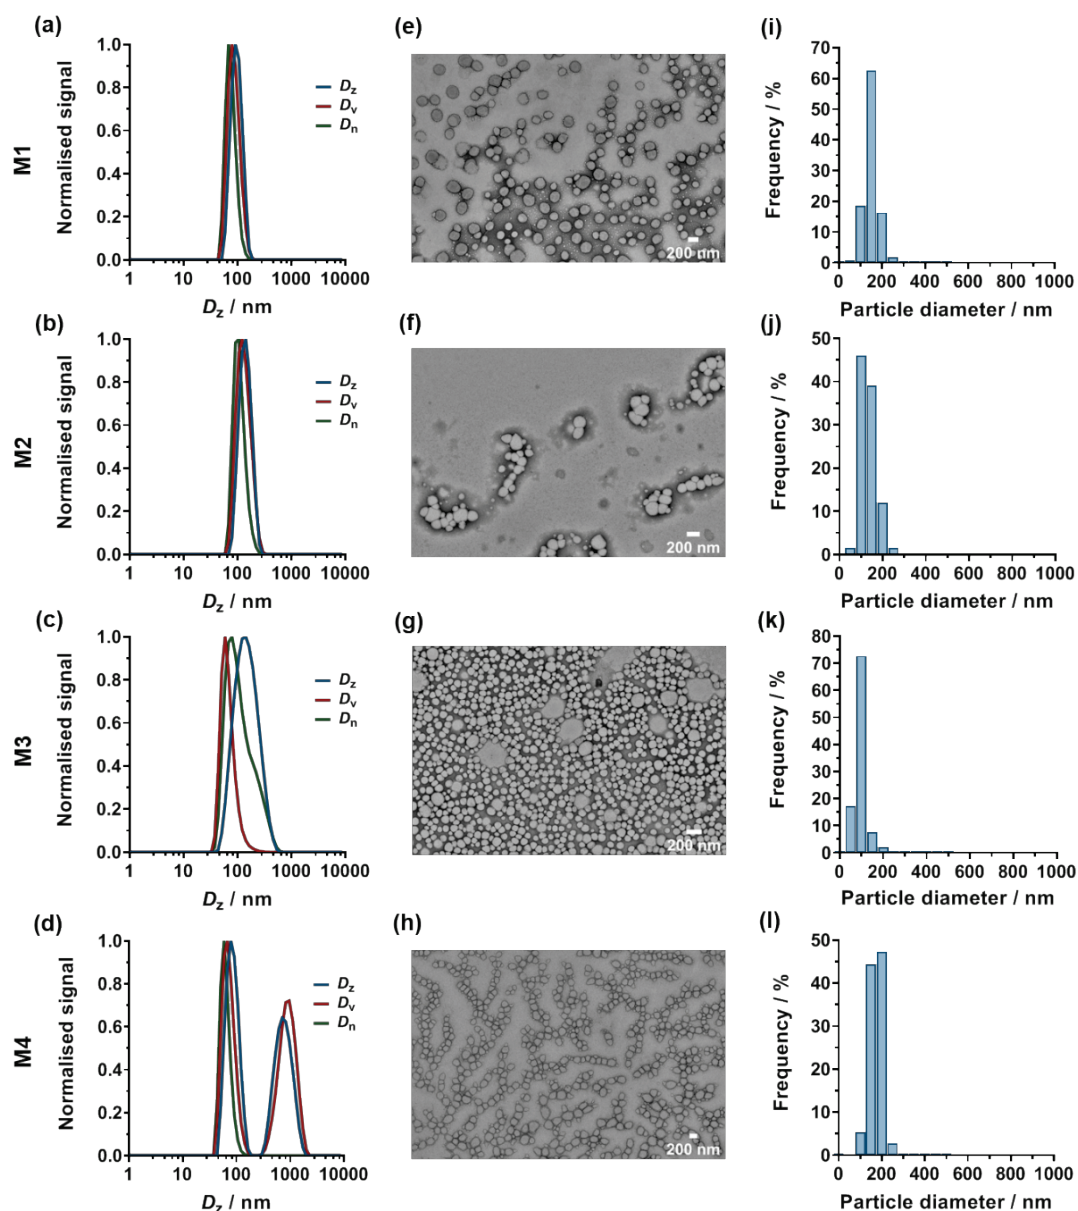 (a)
(e)
(i)
M1
Normalised signal
1.0
0.8
0.6
0.4
0.2
0.0
1 10 100 1000 10000
Dz / nm
Dz
Dv
Dn
200 nm
Frequency / %
70
60
50
40
30
20
10
0
0 200 400 600 800 1000
Particle diameter / nm
(b)
(f)
(j)
M2
Normalised signal
1.0
0.8
0.6
0.4
0.2
0.0
1 10 100 1000 10000
Dz / nm
Dz
Dv
Dn
200 nm
Frequency / %
50
40
30
20
10
0
0 200 400 600 800 1000
Particle diameter / nm
(c)
(g)
(k)
M3
Normalised signal
1.0
0.8
0.6
0.4
0.2
0.0
1 10 100 1000 10000
Dz / nm
Dz
Dv
Dn
200 nm
Frequency / %
80
70
60
50
40
30
20
10
0
0 200 400 600 800 1000
Particle diameter / nm
(d)
(h)
(l)
M4
Normalised signal
1.0
0.8
0.6
0.4
0.2
0.0
1 10 100 1000 10000
Dz / nm
Dz
Dv
Dn
200 nm
Frequency / %
50
40
30
20
10
0
0 200 400 600 800 1000
Particle diameter / nm